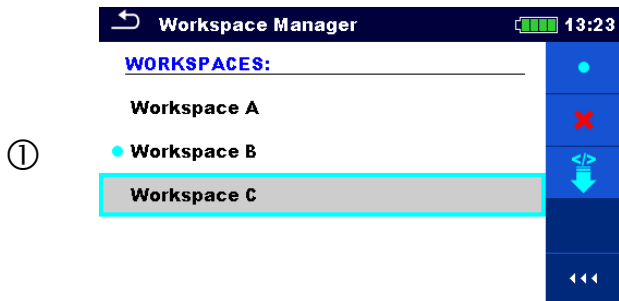 Workspace Manager 13:23
WORKSPACES:
Workspace A
① Workspace B
Workspace C
</>